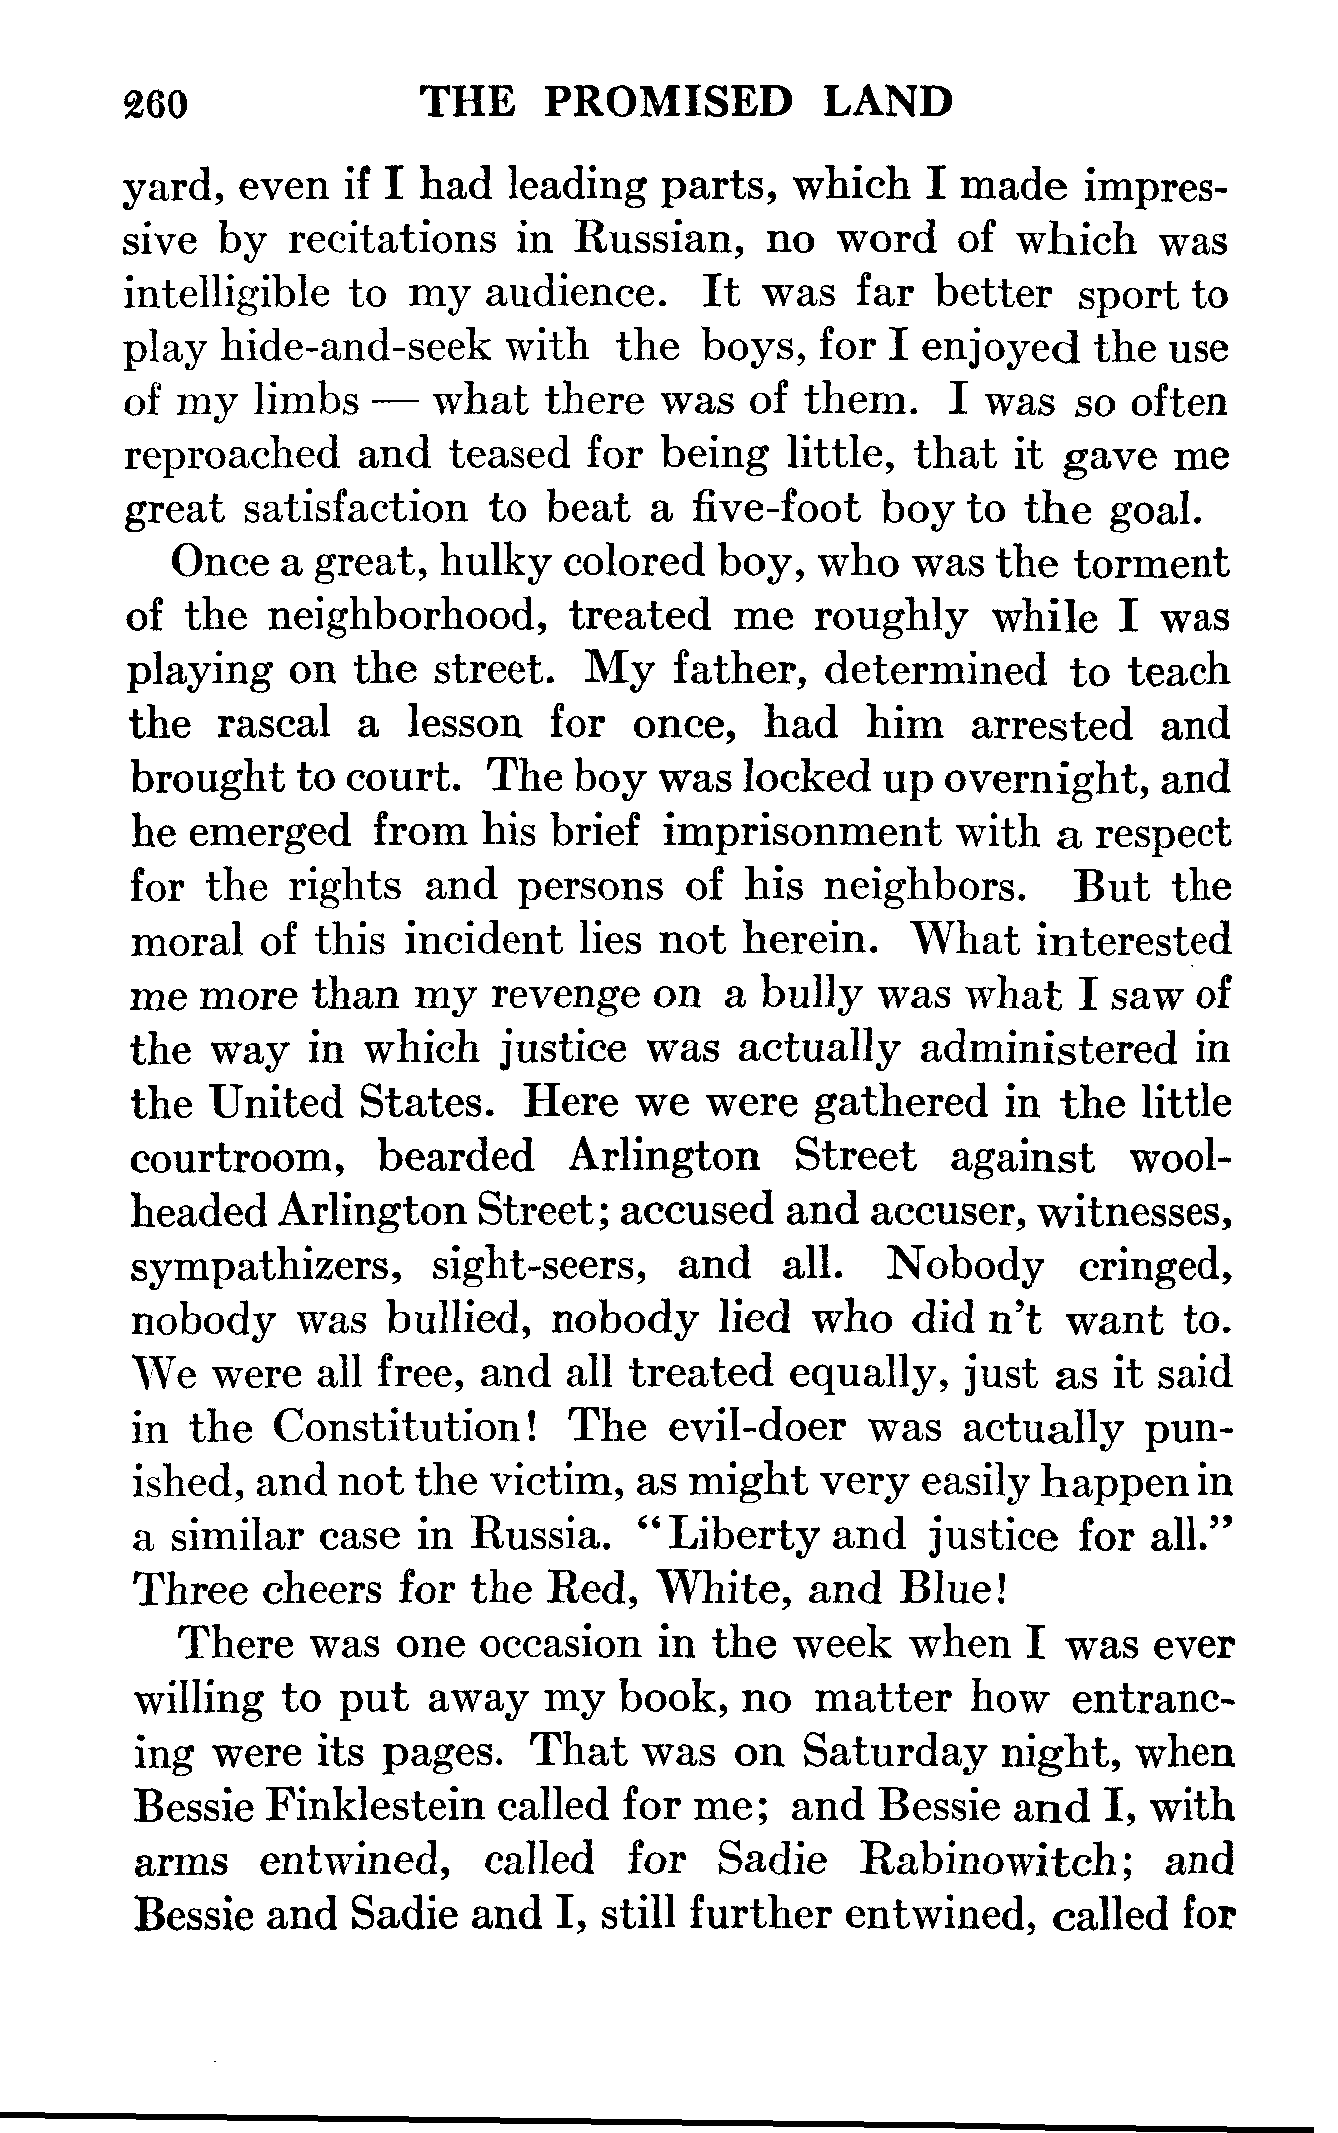 260 THE PROMISED LAND
yard, even if I had leading parts, which I made impres-
sive by recitations in Russian, no word of which was
intelligible to my audience. It was far better sport to
play hide-and-seek with the boys, for I enjoyed the use
of my limbs — what there was of them. I was so often
reproached and teased for being little, that it gave me
great satisfaction to beat a five-foot boy to the goal.
Once a great, hulky colored boy, who was the torment
of the neighborhood, treated me roughly while I was
playing on the street. My father, determined to teach
the rascal a lesson for once, had him arrested and
brought to court. The boy was locked up overnight, and
he emerged from his brief imprisonment with a respect
for the rights and persons of his neighbors. But the
moral of this incident lies not herein. What interested
me more than my revenge on a bully was what I saw of
the way in which justice was actually administered in
the United States. Here we were gathered in the little
courtroom, bearded Arlington Street against wool-
headed Arlington Street; accused and accuser, witnesses,
sympathizers, sight-seers, and all. Nobody cringed,
nobody was bullied, nobody lied who did n't want to.
We were all free, and all treated equally, just as it said
in the Constitution! The evil-doer was actually pun-
ished, and not the victim, as might very easily happen in
a similar case in Russia. "Liberty and justice for all."
Three cheers for the Red, White, and Blue!
There was one occasion in the week when I was ever
willing to put away my book, no matter how entranc-
ing were its pages. That was on Saturday night, when
Bessie Finklestein called for me; and Bessie and I, with
arms entwined, called for Sadie Rabinowitch; and
Bessie and Sadie and I, still further entwined, called for